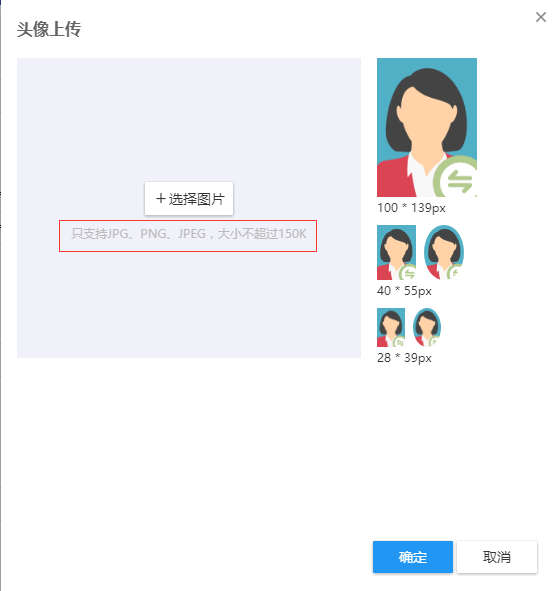 头像上传
+选择图片
只支持JPG、PNG、JPEG，大小不超过150K
100 * 139px
40 * 55px
28 * 39px
确定
取消